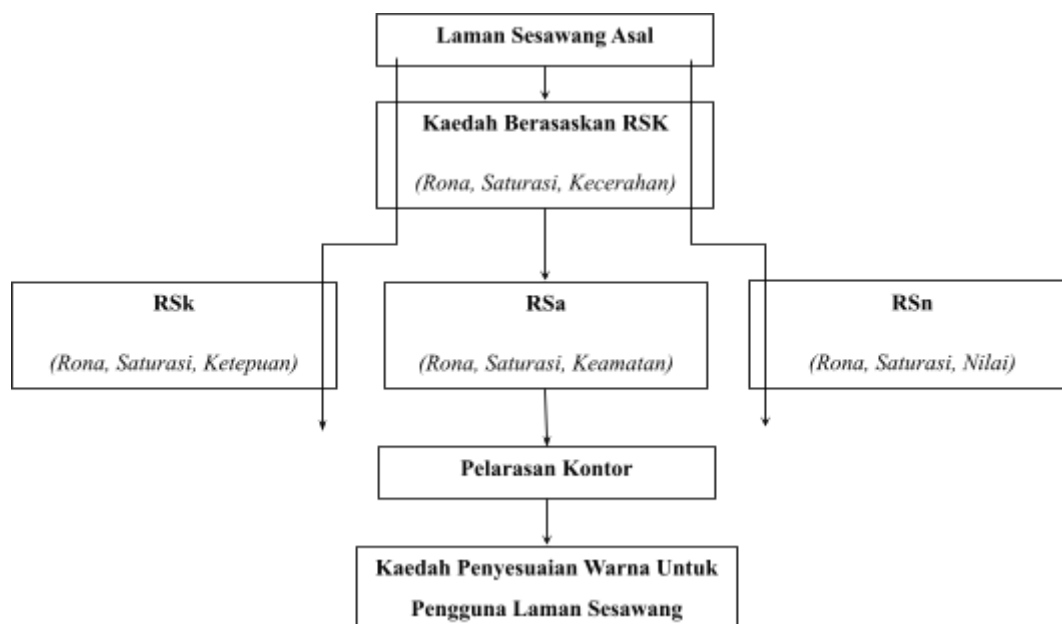 Laman Sesawang Asal
Kaedah Berasaskan RSK
(Rona, Saturasi, Kecerahan)
RSk
(Rona, Saturasi, Ketepuan)
RSa
(Rona, Saturasi, Keamatan)
RSn
(Rona, Saturasi, Nilai)
Pelarasan Kontor
Kaedah Penyesuaian Warna Untuk
Pengguna Laman Sesawang